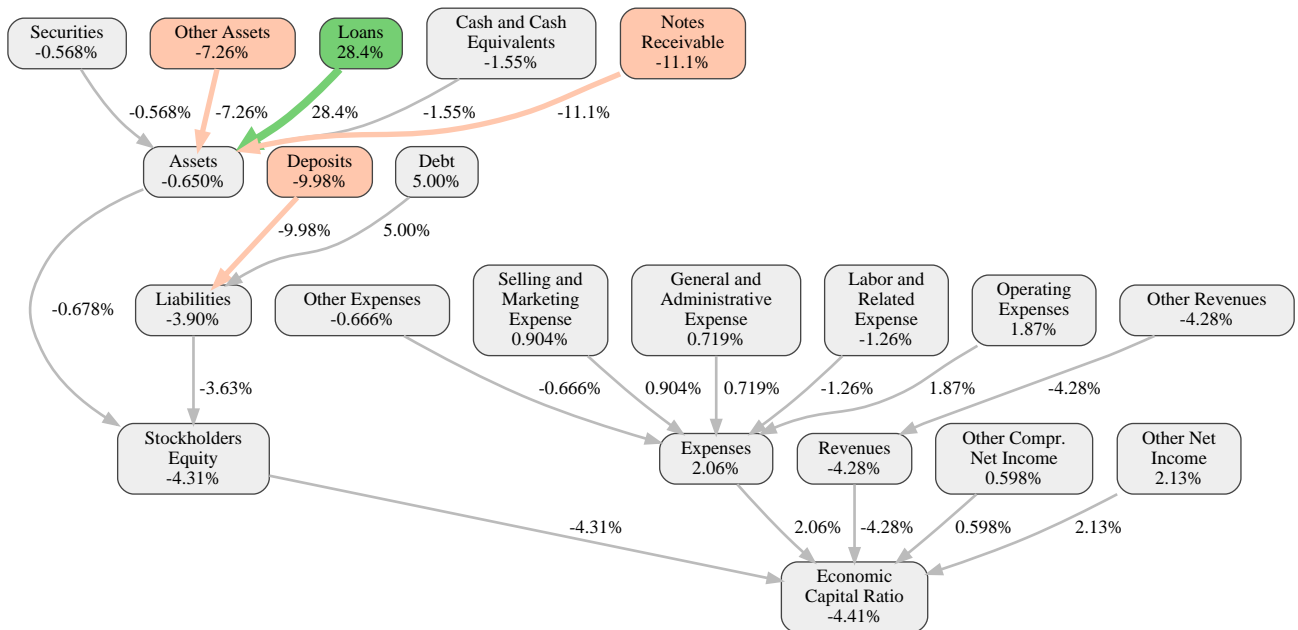 Securities
-0.568%
Other Assets
-7.26%
Loans
28.4%
Cash and Cash
Equivalents
-1.55%
Notes
Receivable
-11.1%
-0.568%
-7.26%
28.4%
-1.55%
-11.1%
Assets
-0.650%
Deposits
-9.98%
Debt
5.00%
-9.98%
5.00%
-0.678%
Liabilities
-3.90%
Other Expenses
-0.666%
Selling and
Marketing
Expense
0.904%
General and
Administrative
Expense
0.719%
Labor and
Related
Expense
-1.26%
Operating
Expenses
1.87%
Other Revenues
-4.28%
-3.63%
-0.666%
0.904%
0.719%
-1.26%
1.87%
-4.28%
Stockholders
Equity
-4.31%
Expenses
2.06%
Revenues
-4.28%
Other Compr.
Net Income
0.598%
Other Net
Income
2.13%
-4.31%
2.06%
-4.28%
0.598%
2.13%
Economic
Capital Ratio
-4.41%